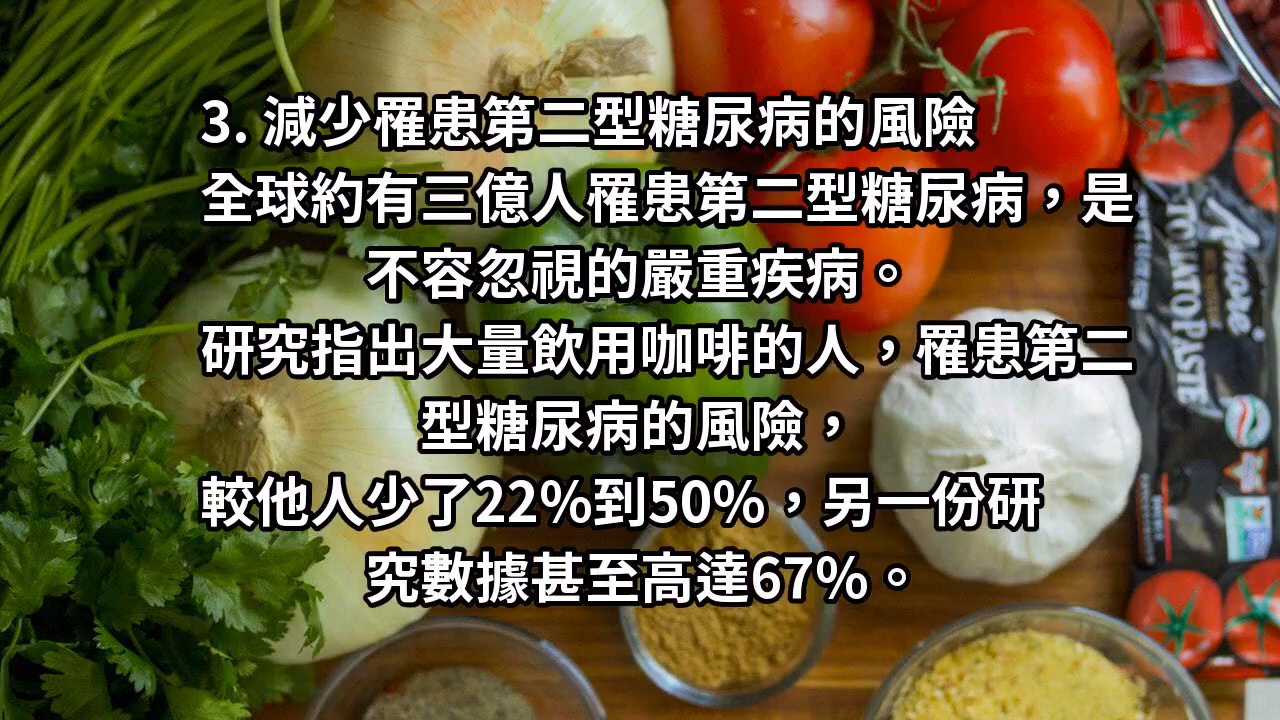 3. 減少罹患第二型糖尿病的風險
全球約有三億人罹患第二型糖尿病，是
不容忽視的嚴重疾病。
研究指出大量飲用咖啡的人，罹患第二
型糖尿病的風險，
較他人少了22%到50%，另一份研
究數據甚至高達67%。
Amore
TOMATO PASTE